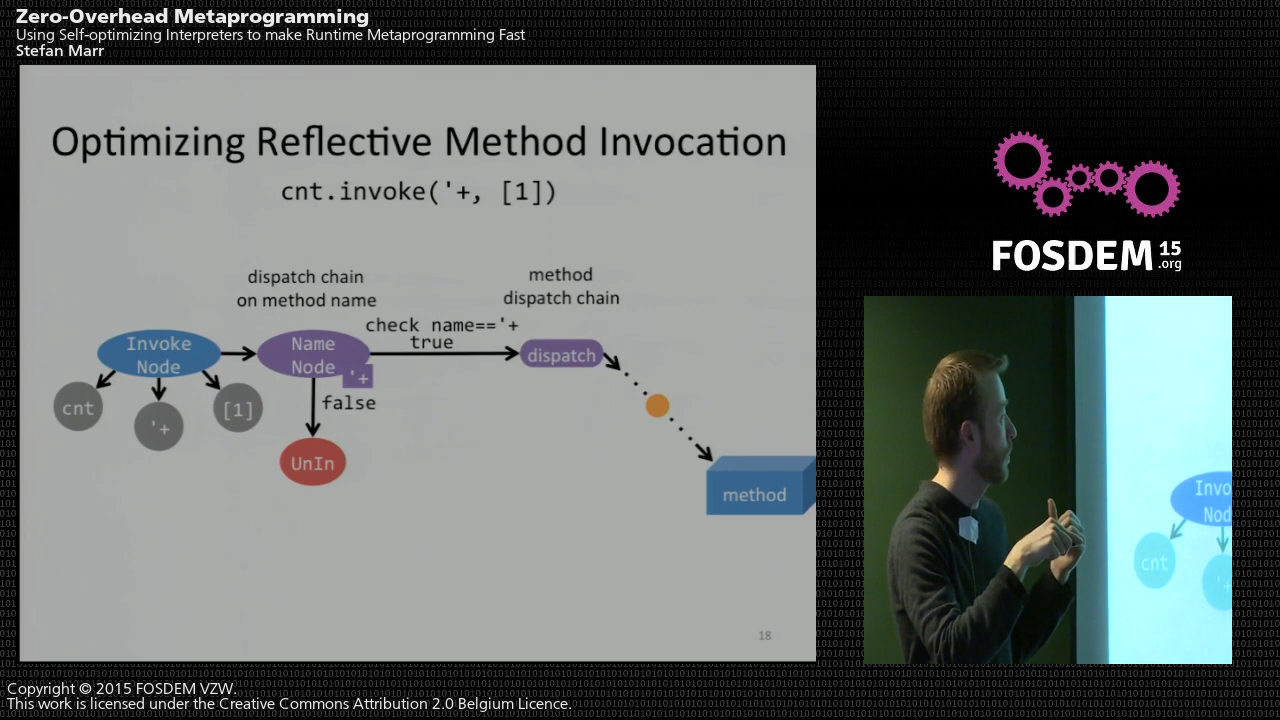 Zero-Overhead Metaprogramming
Using Self-optimizing Interpreters to make Runtime Metaprogramming Fast
Stefan Marr
Optimizing Reflective Method Invocation
cnt.invoke('+, [1])
dispatch chain
on method name
method
dispatch chain
check name=='+
true
Invoke
Node
Name
Node
'+
dispatch
cnt
'+
[1]
false
UnIn
method
18
FOSDEM 15
.org
Invo
Nod
cnt
'+
Copyright © 2015 FOSDEM VZW.
This work is licensed under the Creative Commons Attribution 2.0 Belgium Licence.